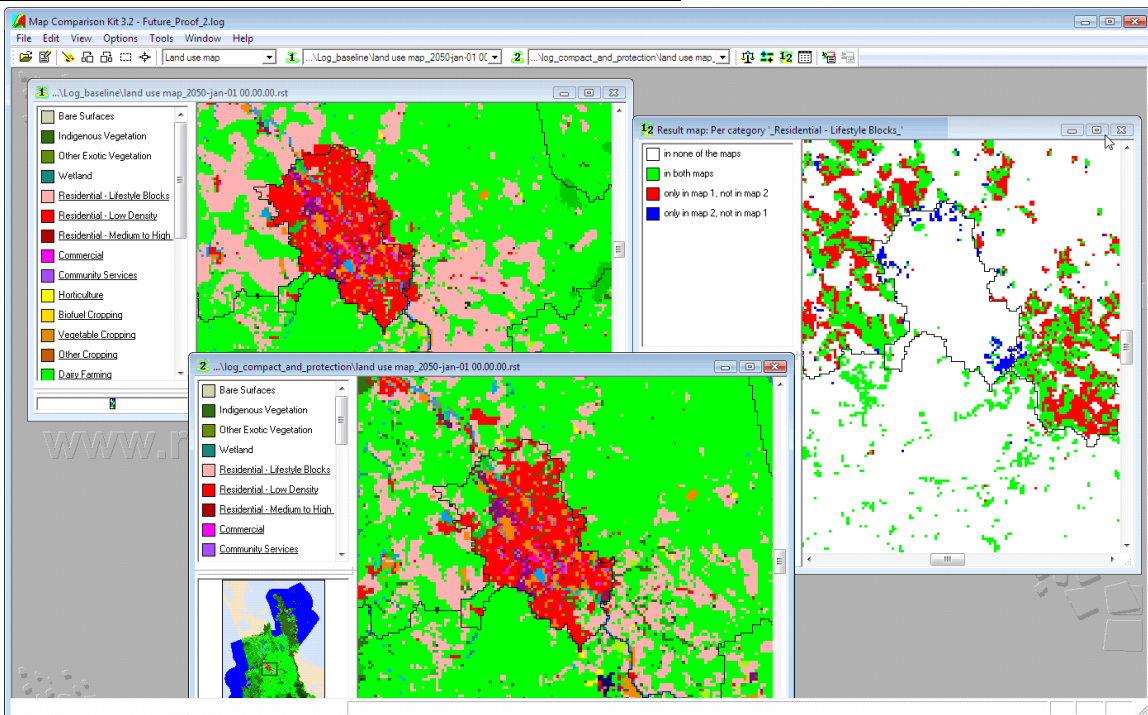 Map Comparison Kit 3.2 - Future_Proof_2.log
File Edit View Options Tools Window Help
Land use map
1 ...\Log_baseline\land use map_2050-jan-01 00
2 ...\log_compact_and_protection\land use map_
1 ...\Log_baseline\land use map_2050-jan-01 00.00.00.rst
Bare Surfaces
Indigenous Vegetation
Other Exotic Vegetation
Wetland
Residential - Lifestyle Blocks
Residential - Low Density
Residential - Medium to High
Commercial
Community Services
Horticulture
Biofuel Cropping
Vegetable Cropping
Other Cropping
Dairy Farming
12 Result map: Per category '_Residential - Lifestyle Blocks_'
in none of the maps
in both maps
only in map 1, not in map 2
only in map 2, not in map 1
2 ...\log_compact_and_protection\land use map_2050-jan-01 00.00.00.rst
Bare Surfaces
Indigenous Vegetation
Other Exotic Vegetation
Wetland
Residential - Lifestyle Blocks
Residential - Low Density
Residential - Medium to High
Commercial
Community Services
www.r